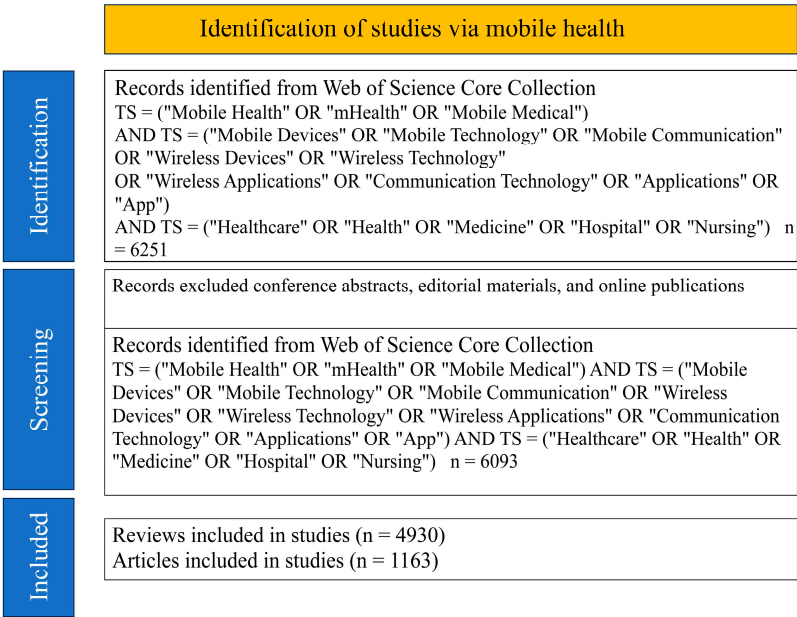 Identification of studies via mobile health
Identification
Records identified from Web of Science Core Collection
TS = ("Mobile Health" OR "mHealth" OR "Mobile Medical")
AND TS = ("Mobile Devices" OR "Mobile Technology" OR "Mobile Communication"
OR "Wireless Devices" OR "Wireless Technology"
OR "Wireless Applications" OR "Communication Technology" OR "Applications" OR
"App")
AND TS = ("Healthcare" OR "Health" OR "Medicine" OR "Hospital" OR "Nursing") n
= 6251
Screening
Records excluded conference abstracts, editorial materials, and online publications
Records identified from Web of Science Core Collection
TS = ("Mobile Health" OR "mHealth" OR "Mobile Medical") AND TS = ("Mobile
Devices" OR "Mobile Technology" OR "Mobile Communication" OR "Wireless
Devices" OR "Wireless Technology" OR "Wireless Applications" OR "Communication
Technology" OR "Applications" OR "App") AND TS = ("Healthcare" OR "Health" OR
"Medicine" OR "Hospital" OR "Nursing") n = 6093
Included
Reviews included in studies (n = 4930)
Articles included in studies (n = 1163)